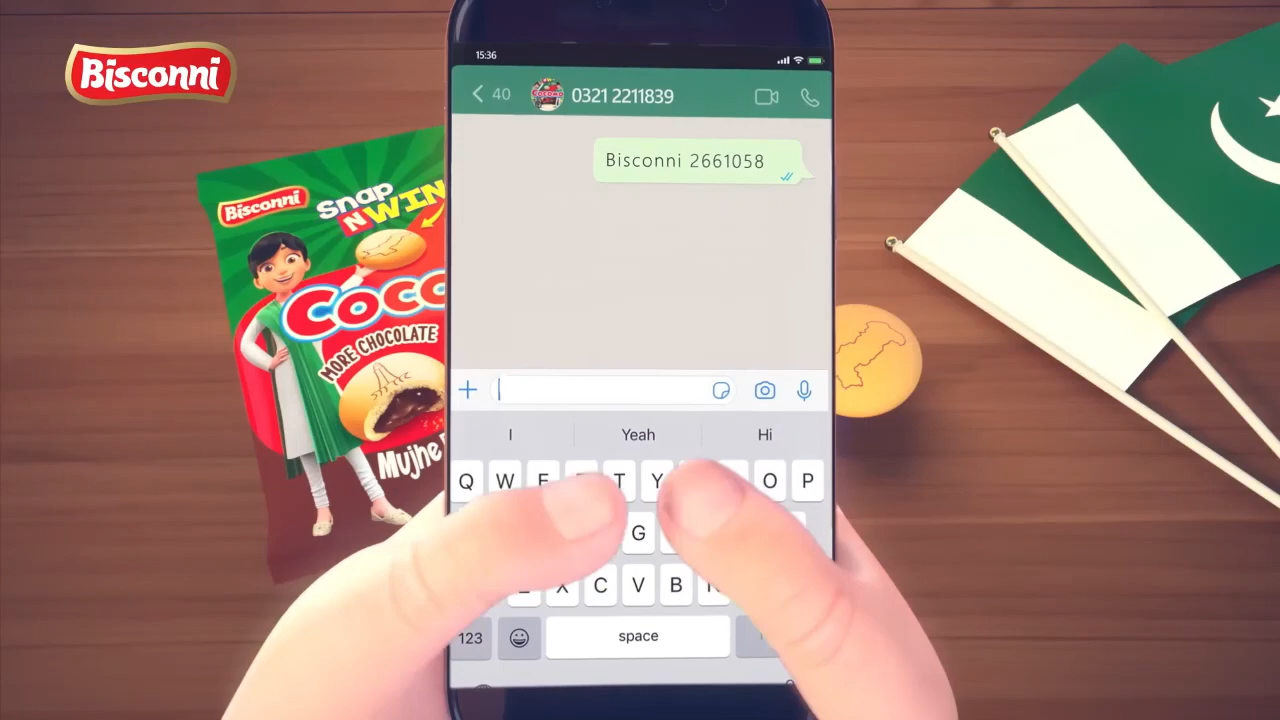 Bisconni
15:36
40
0321 2211839
Bisconni 2661058
Bisconni
snap
N WIN
COCO
MORE CHOCOLATE
Mujhe
I Yeah Hi
Q W E T Y O P
G
X C V B
123 space